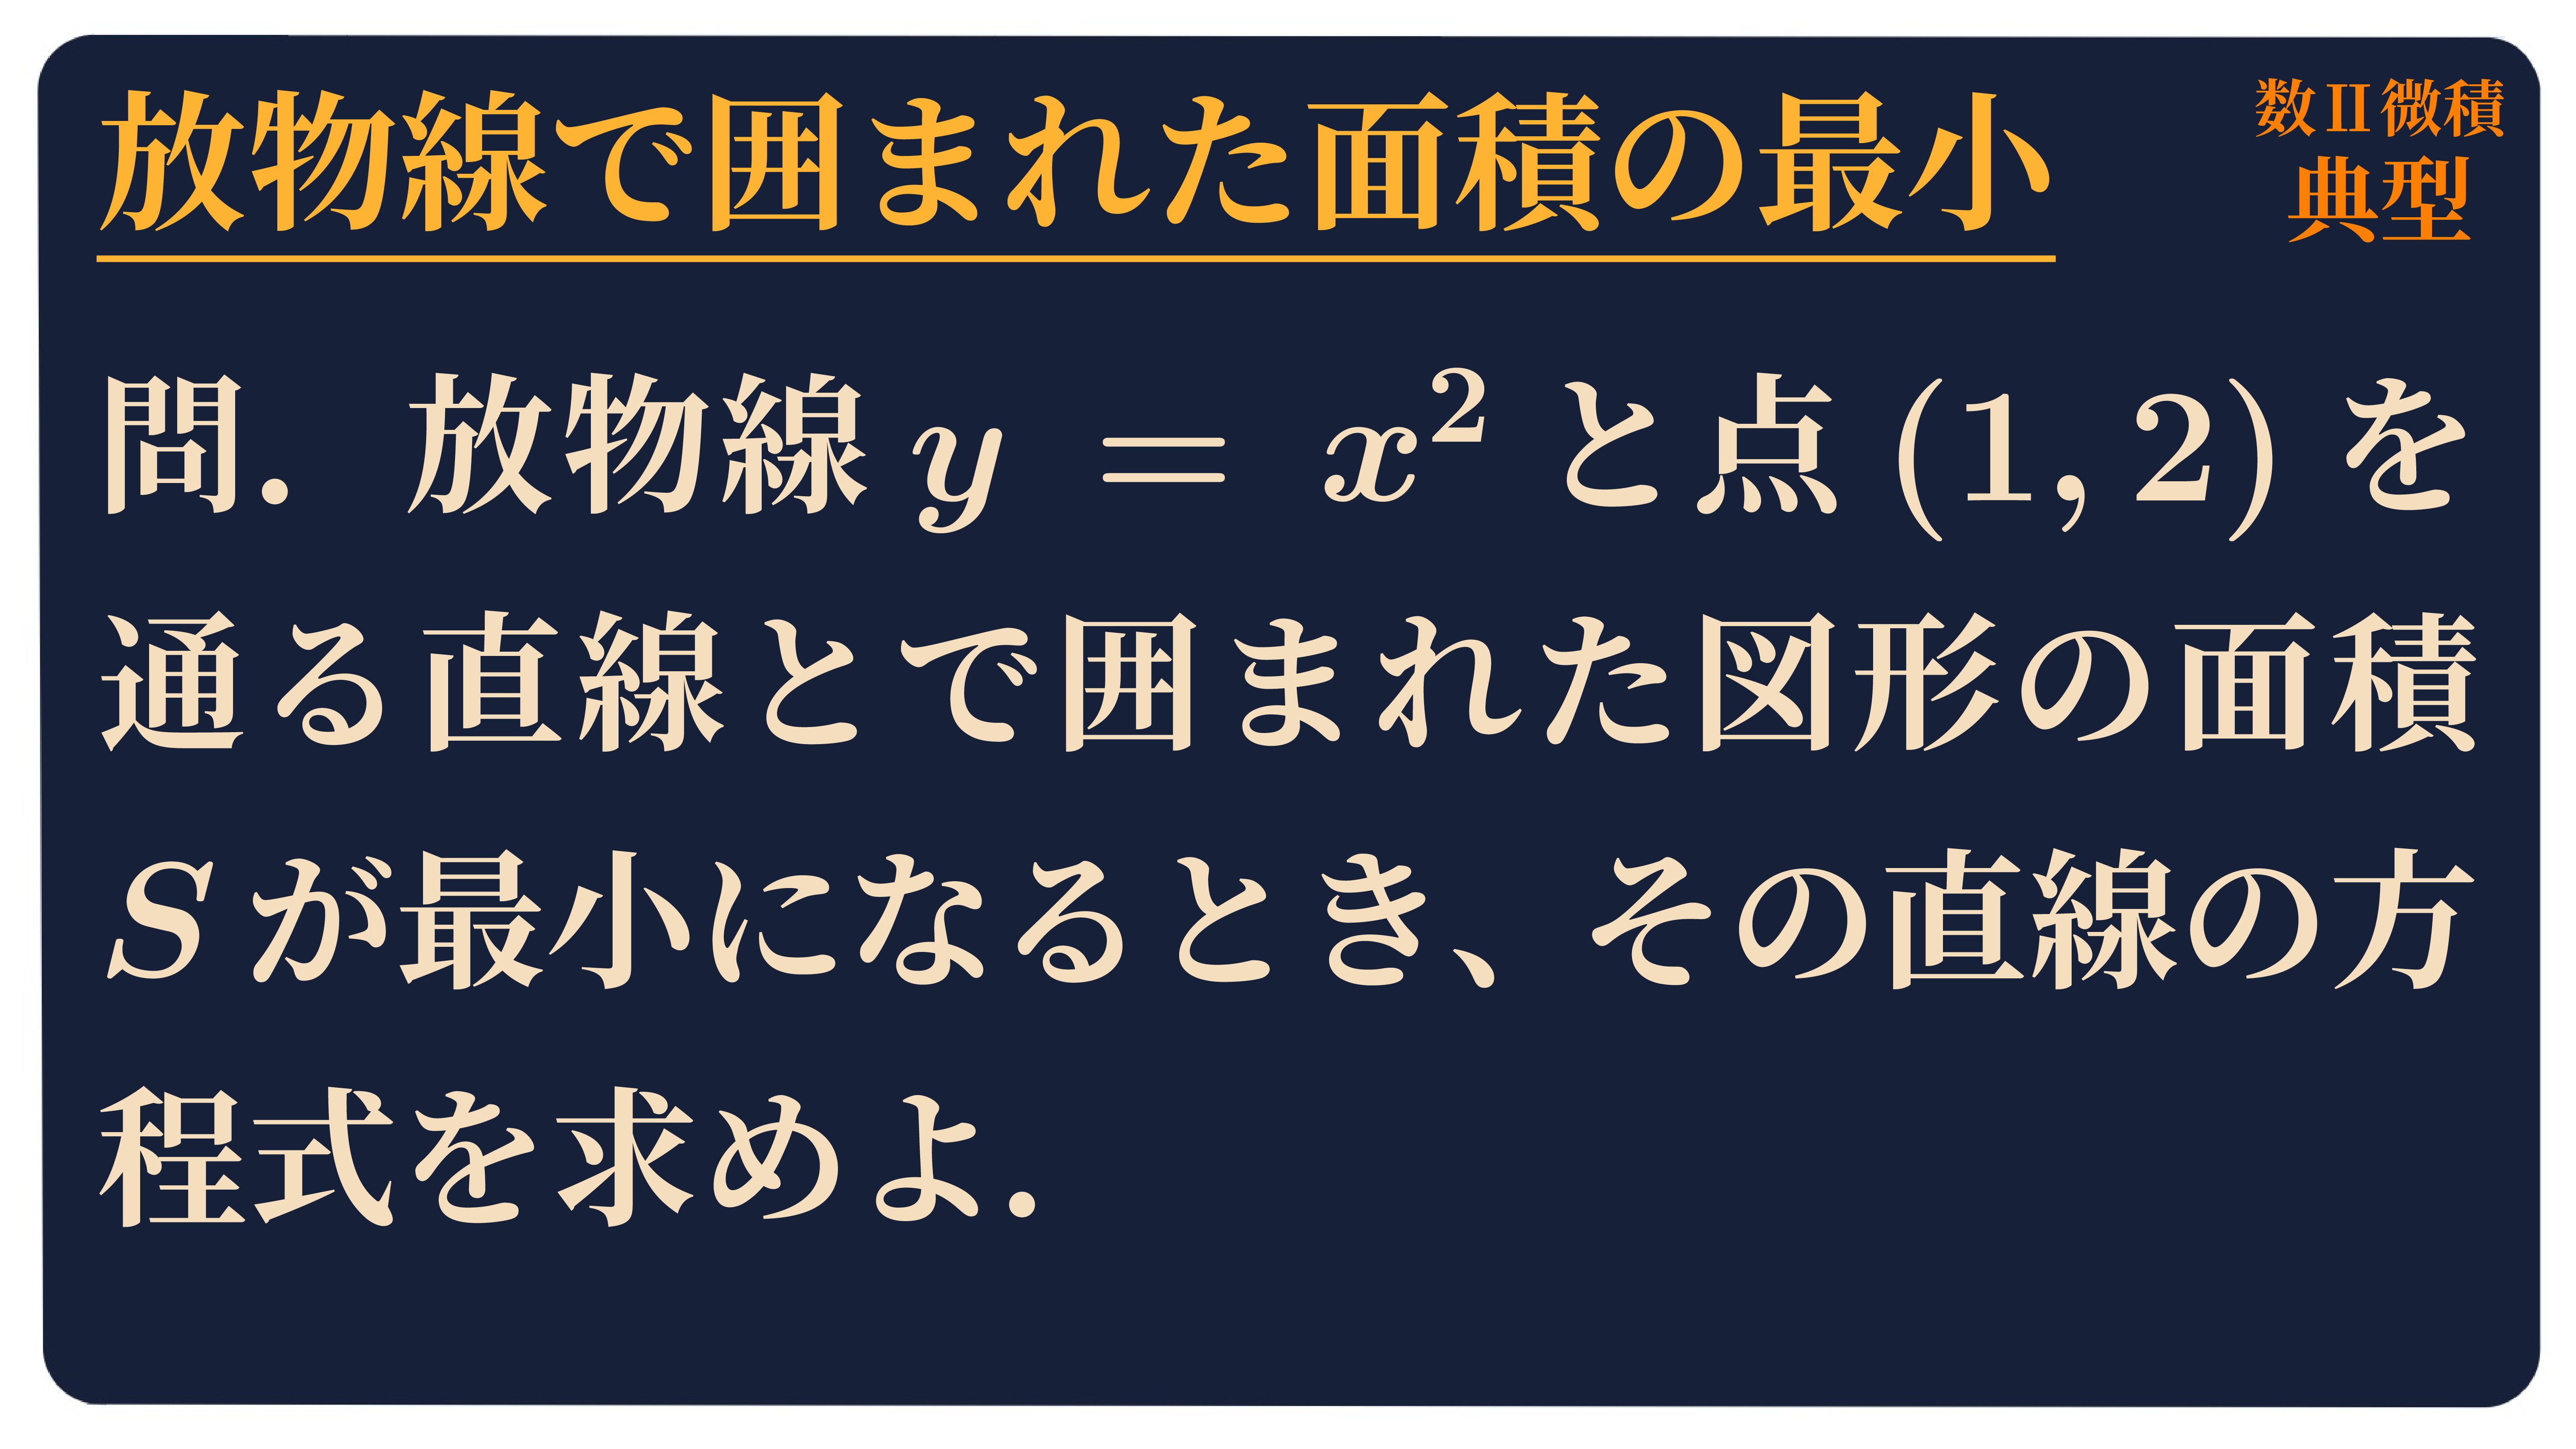 放物線で囲まれた面積の最小
数Ⅱ微積
典型
問. 放物線 y = x² と点 (1, 2) を
通る直線とで囲まれた図形の面積
S が最小になるとき、その直線の方
程式を求めよ.